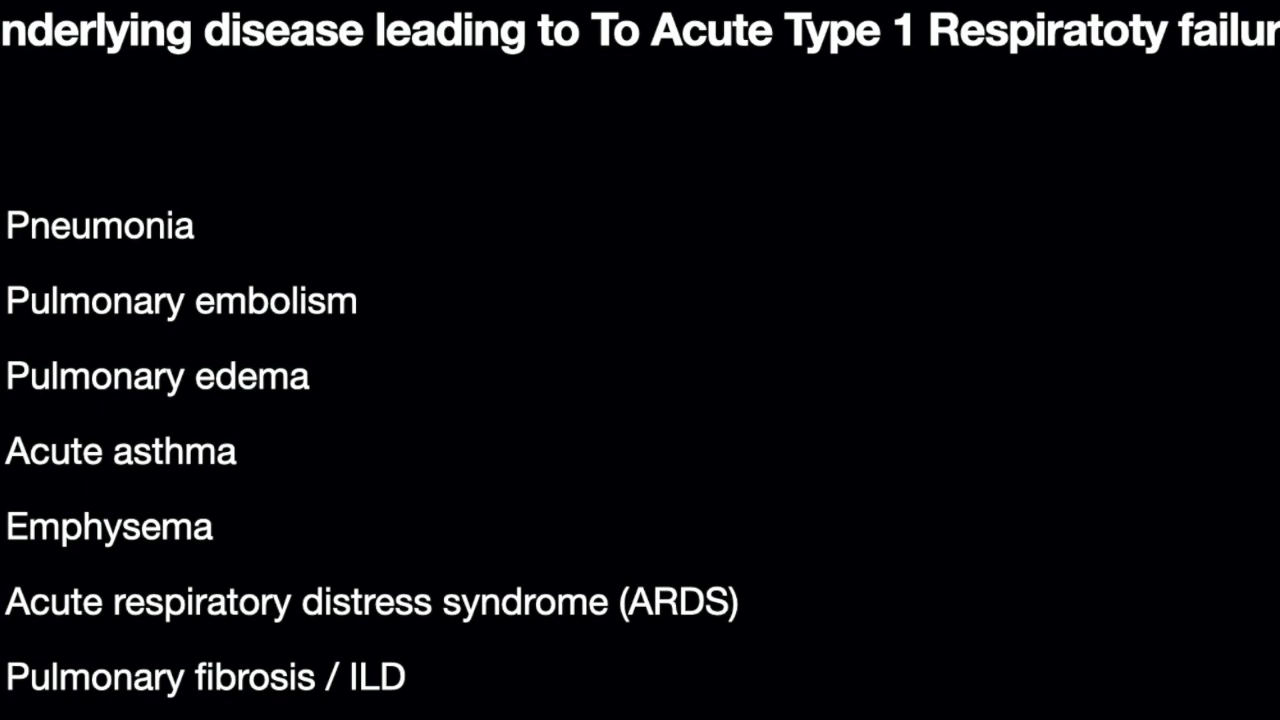 nderlying disease leading to To Acute Type 1 Respiratoty failur
Pneumonia
Pulmonary embolism
Pulmonary edema
Acute asthma
Emphysema
Acute respiratory distress syndrome (ARDS)
Pulmonary fibrosis / ILD